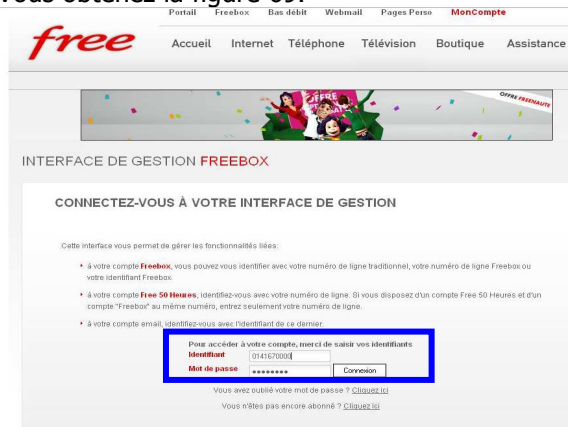 vous obtenez la figure 69.
Portail Freebox Bas débit Webmail Pages Perso MonCompte
free
Accueil Internet Téléphone Télévision Boutique Assistance
OFFRE
OFFRE FREENAUTE
INTERFACE DE GESTION FREEBOX
CONNECTEZ-VOUS À VOTRE INTERFACE DE GESTION
Cette interface vous permet de gérer les fonctionnalités liées:
à votre compte Freebox, vous pouvez vous identifier avec votre numéro de ligne traditionnel, votre numéro de ligne Freebox ou
votre identifiant Freebox.
à votre compte Free 50 Heures, identifiez-vous avec votre numéro de ligne. Si vous disposez d'un compte Free 50 Heures et d'un
compte "Freebox" au même numéro, entrez seulement votre numéro de ligne.
à votre compte email, identifiez-vous avec l'identifiant de ce dernier.
Pour accéder à votre compte, merci de saisir vos identifiants
Identifiant 0141670000
Mot de passe ●●●●●●●● Connexion
Vous avez oublié votre mot de passe ? Cliquez ici
Vous n'êtes pas encore abonné ? Cliquez ici